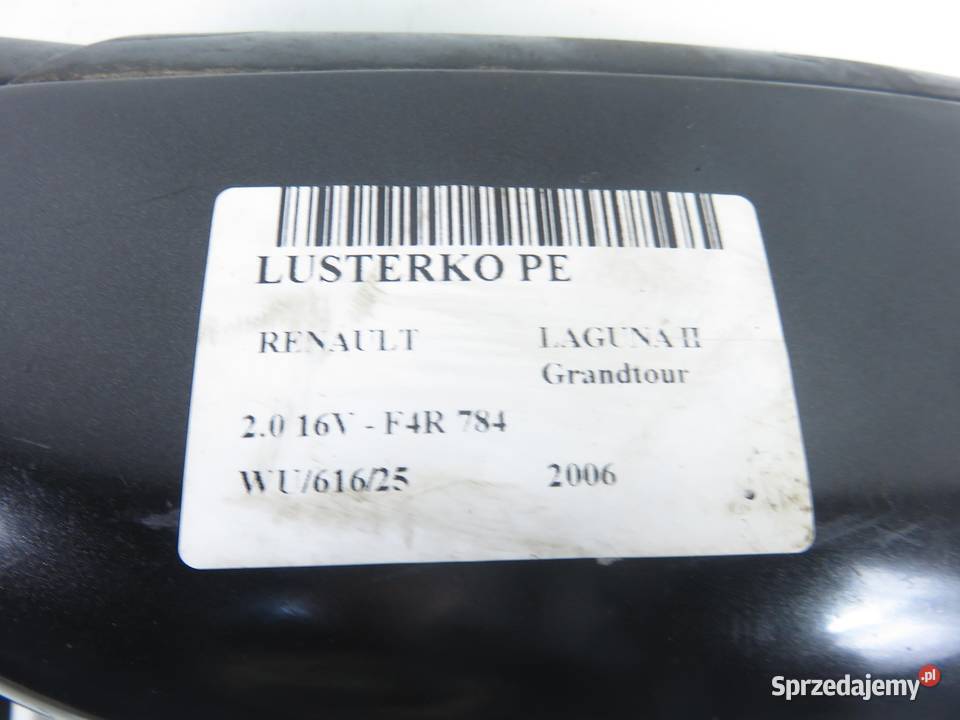 LUSTERKO PE
RENAULT LAGUNA II
Grandtour
2.0 16V - F4R 784
WU/616/25 2006
Sprzedajemy.pl